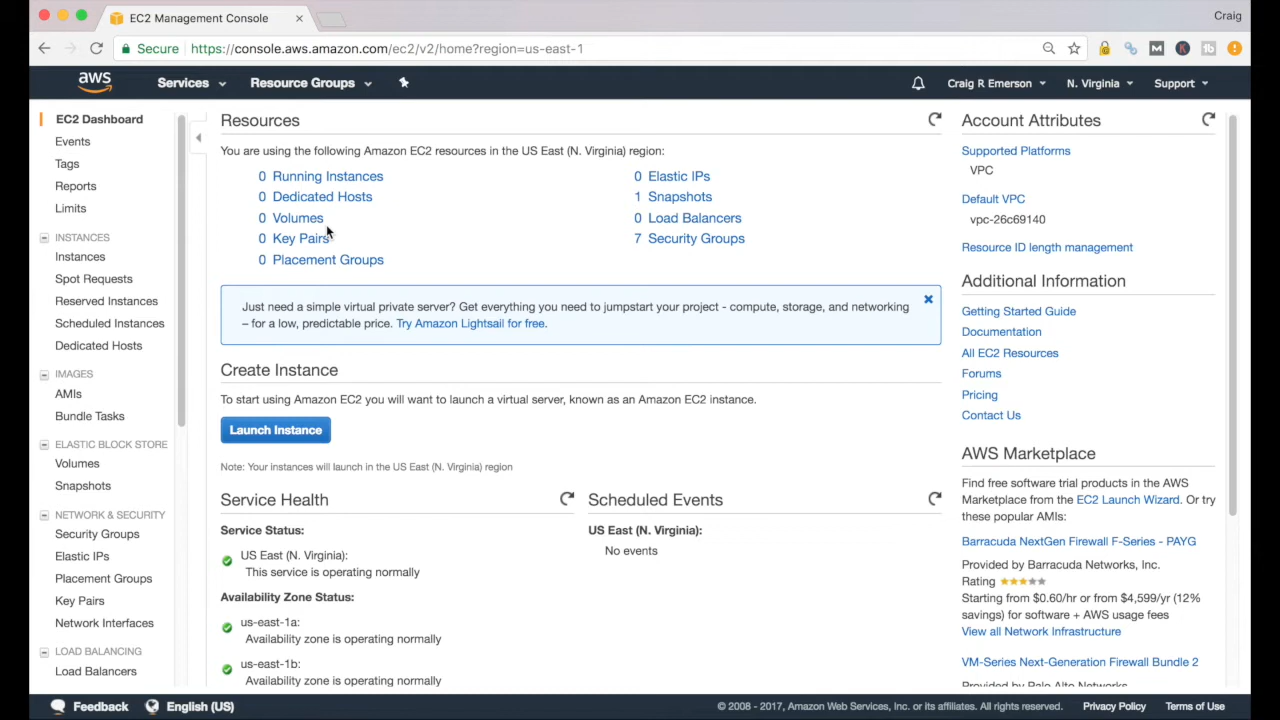 EC2 Management Console
Craig
Secure https://console.aws.amazon.com/ec2/v2/home?region=us-east-1
aws Services Resource Groups Craig R Emerson N. Virginia Support
EC2 Dashboard
Events
Tags
Reports
Limits
INSTANCES
Instances
Spot Requests
Reserved Instances
Scheduled Instances
Dedicated Hosts
IMAGES
AMIs
Bundle Tasks
ELASTIC BLOCK STORE
Volumes
Snapshots
NETWORK & SECURITY
Security Groups
Elastic IPs
Placement Groups
Key Pairs
Network Interfaces
LOAD BALANCING
Load Balancers
Resources
You are using the following Amazon EC2 resources in the US East (N. Virginia) region:
0 Running Instances
0 Dedicated Hosts
0 Volumes
0 Key Pairs
0 Placement Groups
0 Elastic IPs
1 Snapshots
0 Load Balancers
7 Security Groups
Just need a simple virtual private server? Get everything you need to jumpstart your project - compute, storage, and networking
– for a low, predictable price. Try Amazon Lightsail for free.
Create Instance
To start using Amazon EC2 you will want to launch a virtual server, known as an Amazon EC2 instance.
Launch Instance
Note: Your instances will launch in the US East (N. Virginia) region
Service Health
Service Status:
US East (N. Virginia):
This service is operating normally
Availability Zone Status:
us-east-1a:
Availability zone is operating normally
us-east-1b:
Availability zone is operating normally
Scheduled Events
US East (N. Virginia):
No events
Account Attributes
Supported Platforms
VPC
Default VPC
vpc-26c69140
Resource ID length management
Additional Information
Getting Started Guide
Documentation
All EC2 Resources
Forums
Pricing
Contact Us
AWS Marketplace
Find free software trial products in the AWS
Marketplace from the EC2 Launch Wizard. Or try
these popular AMIs:
Barracuda NextGen Firewall F-Series - PAYG
Provided by Barracuda Networks, Inc.
Rating
Starting from $0.60/hr or from $4,599/yr (12%
savings) for software + AWS usage fees
View all Network Infrastructure
VM-Series Next-Generation Firewall Bundle 2
Provided by Palo Alto Networks
Feedback English (US) © 2008 - 2017, Amazon Web Services, Inc. or its affiliates. All rights reserved. Privacy Policy Terms of Use